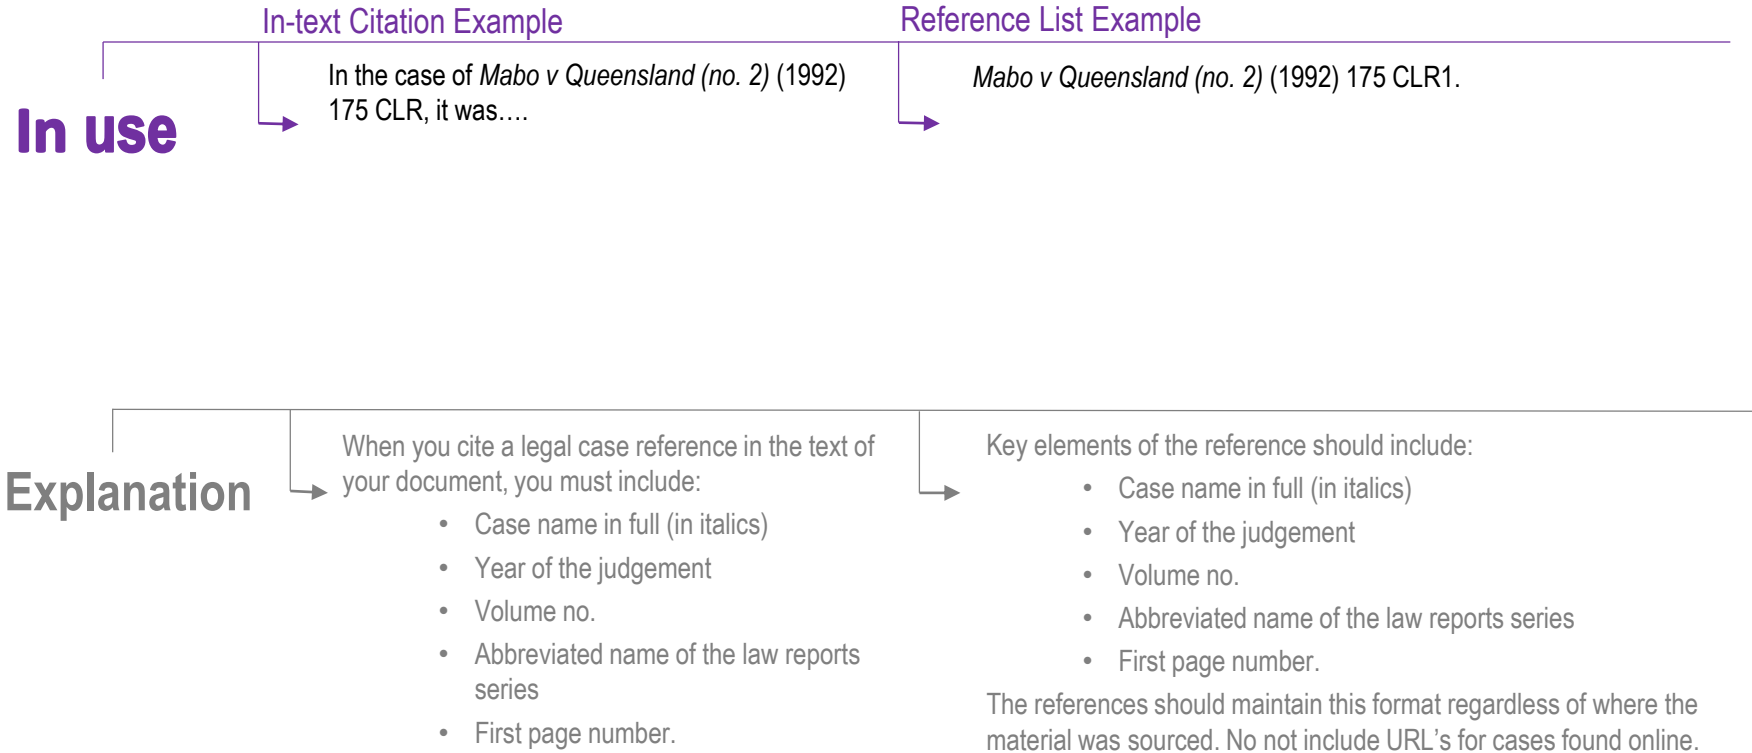 In-text Citation Example
Reference List Example
In use
In the case of Mabo v Queensland (no. 2) (1992)
175 CLR, it was….
Mabo v Queensland (no. 2) (1992) 175 CLR1.
Explanation
When you cite a legal case reference in the text of
your document, you must include:
• Case name in full (in italics)
• Year of the judgement
• Volume no.
• Abbreviated name of the law reports
series
• First page number.
Key elements of the reference should include:
• Case name in full (in italics)
• Year of the judgement
• Volume no.
• Abbreviated name of the law reports series
• First page number.
The references should maintain this format regardless of where the
material was sourced. No not include URL’s for cases found online.